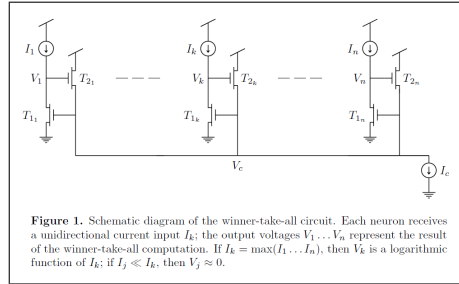 I1 Ik In
V1 T21 Vk T2k Vn T2n
T11 T1k T1n
Vc Ic
Figure 1. Schematic diagram of the winner-take-all circuit. Each neuron receives
a unidirectional current input Ik; the output voltages V1 . . . Vn represent the
result of the winner-take-all computation. If Ik = max(I1 . . . In), then Vk is a logarithmic
function of Ik; if Ij ≪ Ik, then Vj ≈ 0.